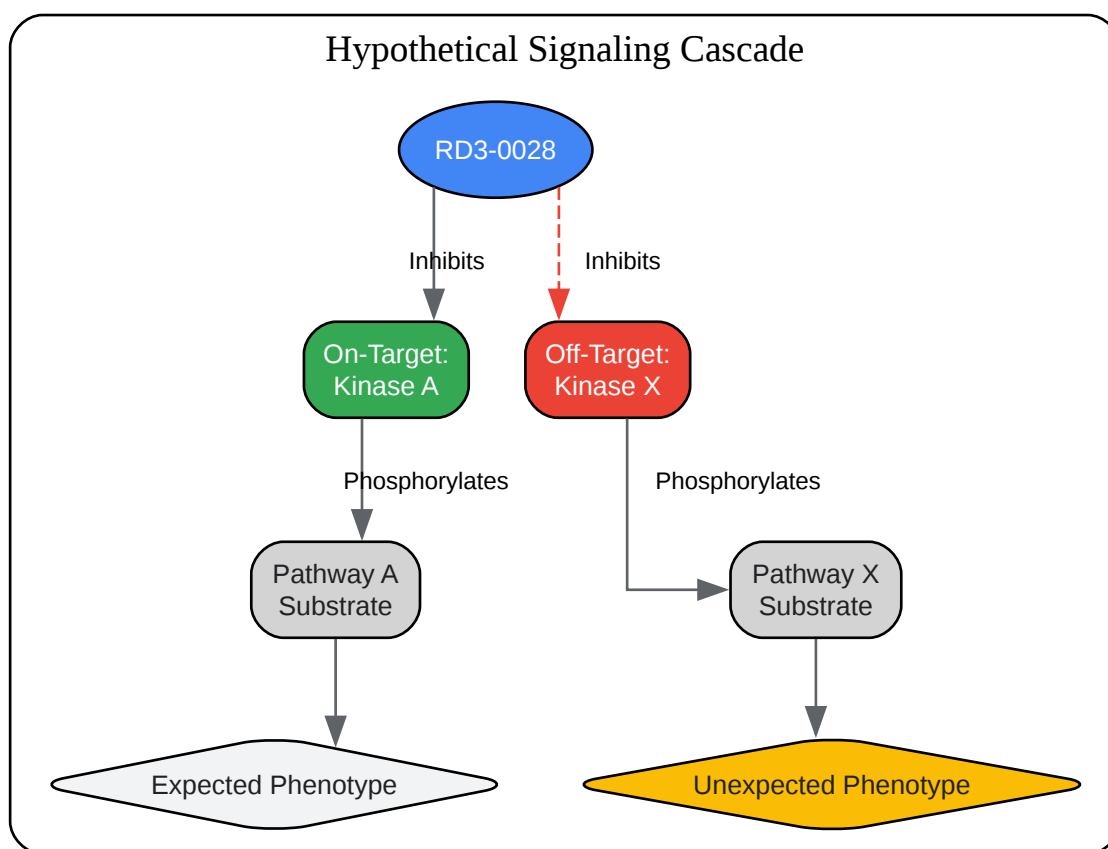 Hypothetical Signaling Cascade
RD3-0028
Inhibits
Inhibits
On-Target:
Kinase A
Off-Target:
Kinase X
Phosphorylates
Phosphorylates
Pathway A
Substrate
Pathway X
Substrate
Expected Phenotype
Unexpected Phenotype